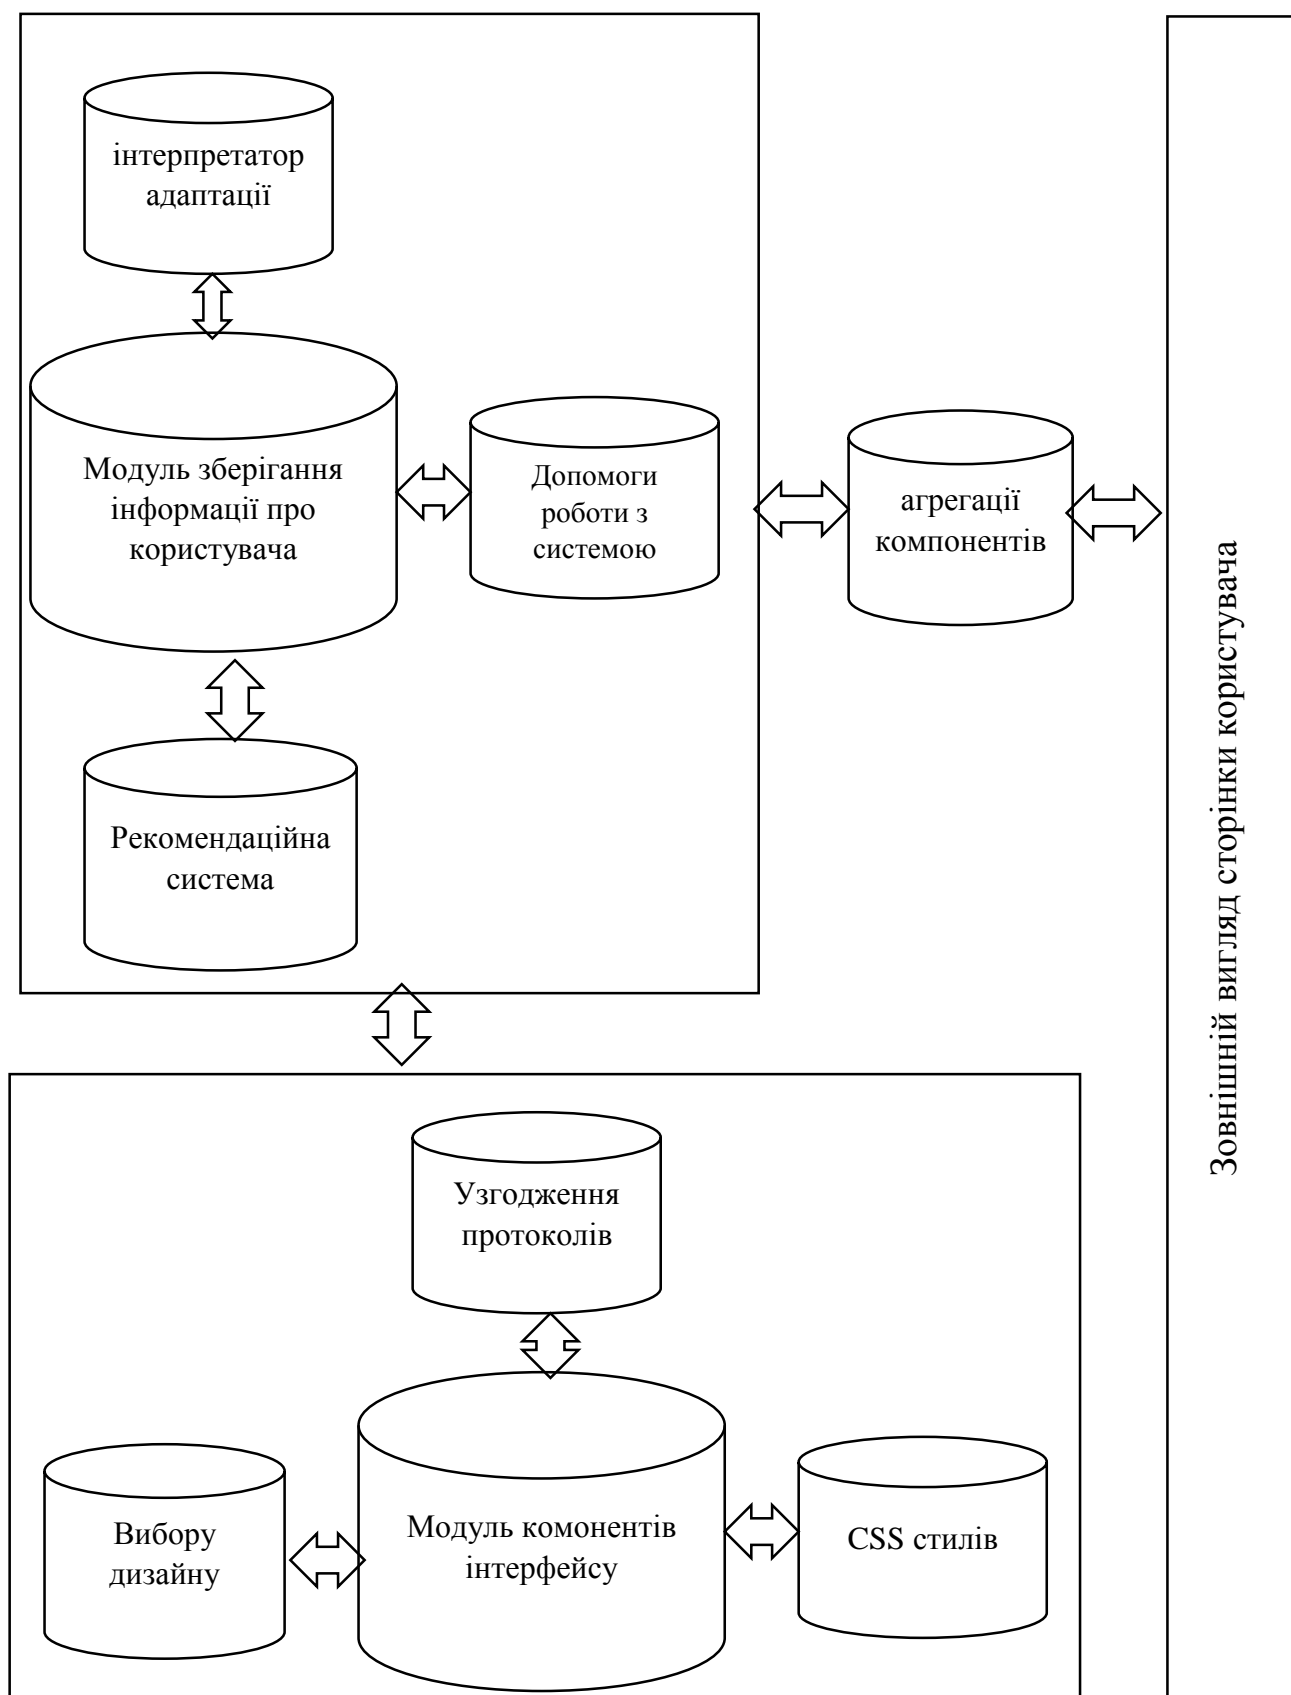 інтерпретатор
адаптації
Модуль зберігання
інформації про
користувача
Допомоги
роботи з
системою
агрегації
компонентів
Рекомендаційна
система
Зовнішній вигляд сторінки користувача
Узгодження
протоколів
Вибору
дизайну
Модуль комонентів
інтерфейсу
CSS стилів